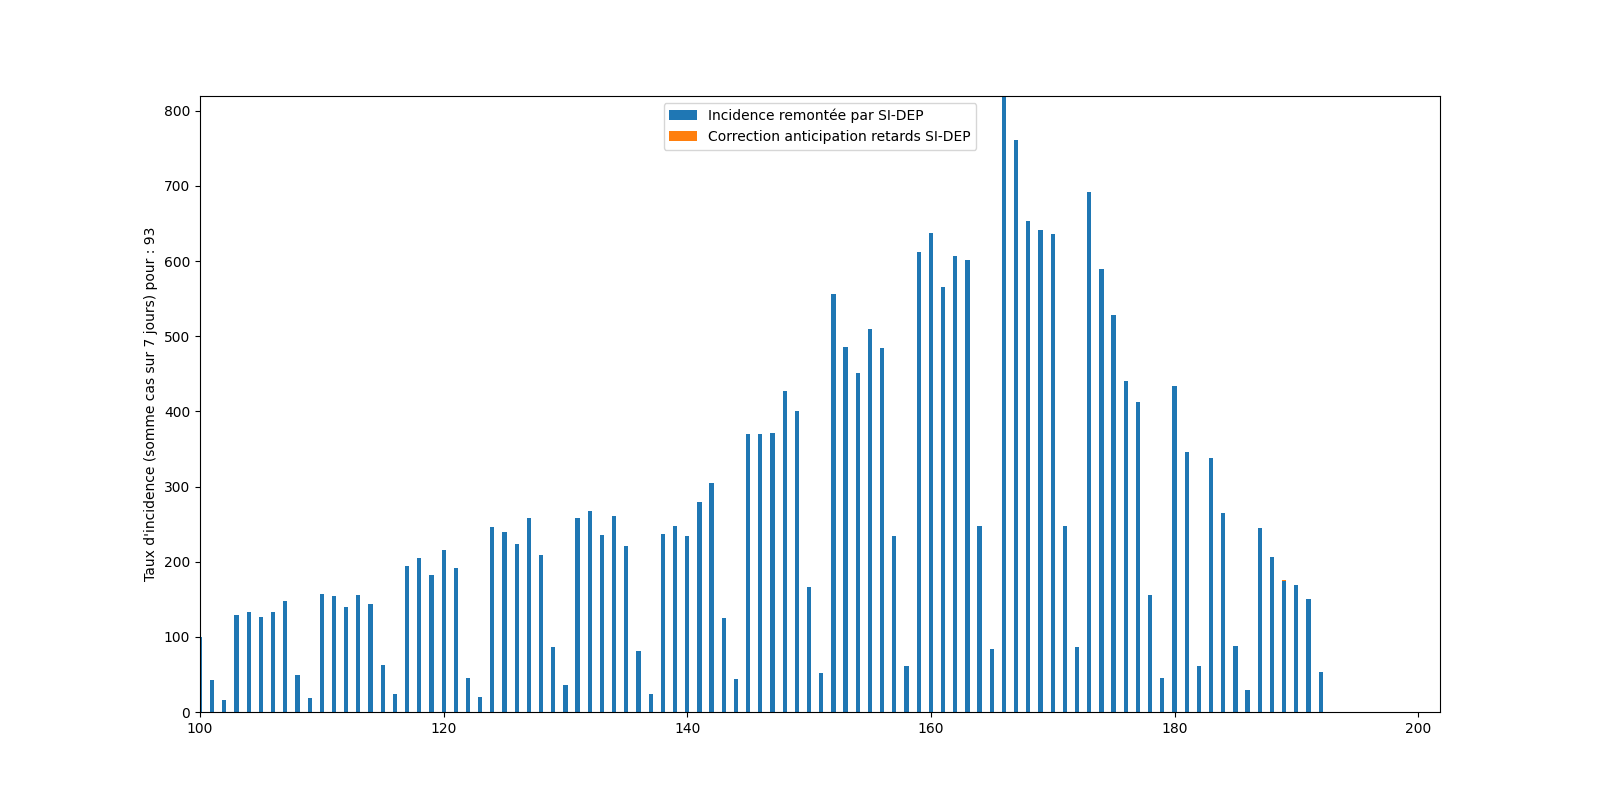 Incidence remontée par SI-DEP
Correction anticipation retards SI-DEP
Taux d'incidence (somme cas sur 7 jours) pour : 93
800
700
600
500
400
300
200
100
0
100 120 140 160 180 200